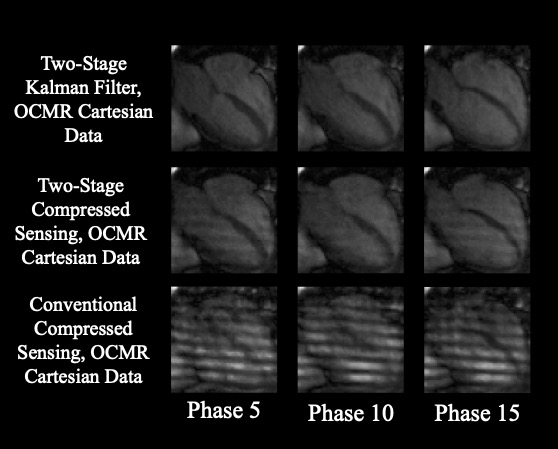 Two-Stage
Kalman Filter,
OCMR Cartesian
Data
Two-Stage
Compressed
Sensing, OCMR
Cartesian Data
Conventional
Compressed
Sensing, OCMR
Cartesian Data
Phase 5
Phase 10
Phase 15